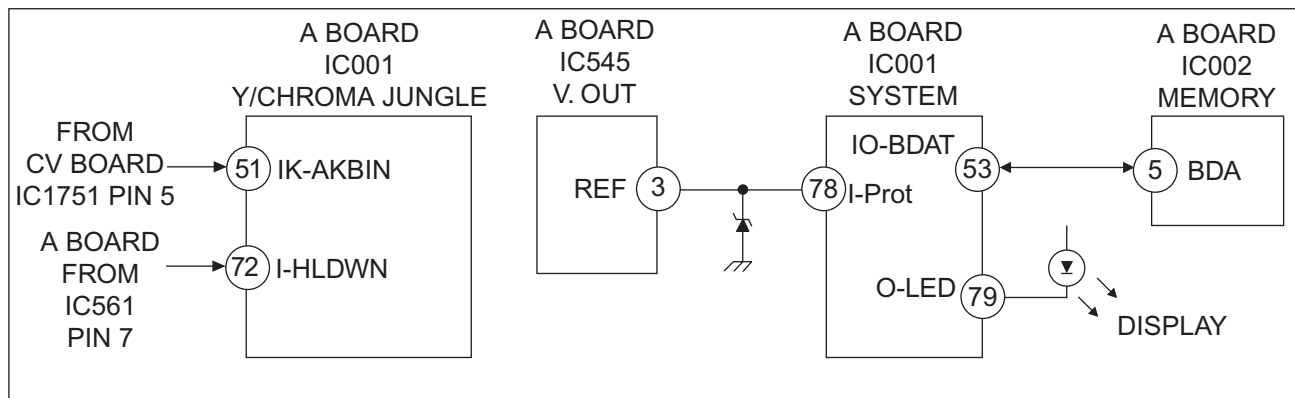 A BOARD
IC001
Y/CHROMA JUNGLE
FROM
CV BOARD
IC1751 PIN 5
51
IK-AKBIN
A BOARD
FROM
IC561
PIN 7
72
I-HLDWN
A BOARD
IC545
V. OUT
REF
3
A BOARD
IC001
SYSTEM
78
I-Prot
IO-BDAT
53
O-LED
79
DISPLAY
A BOARD
IC002
MEMORY
5
BDA